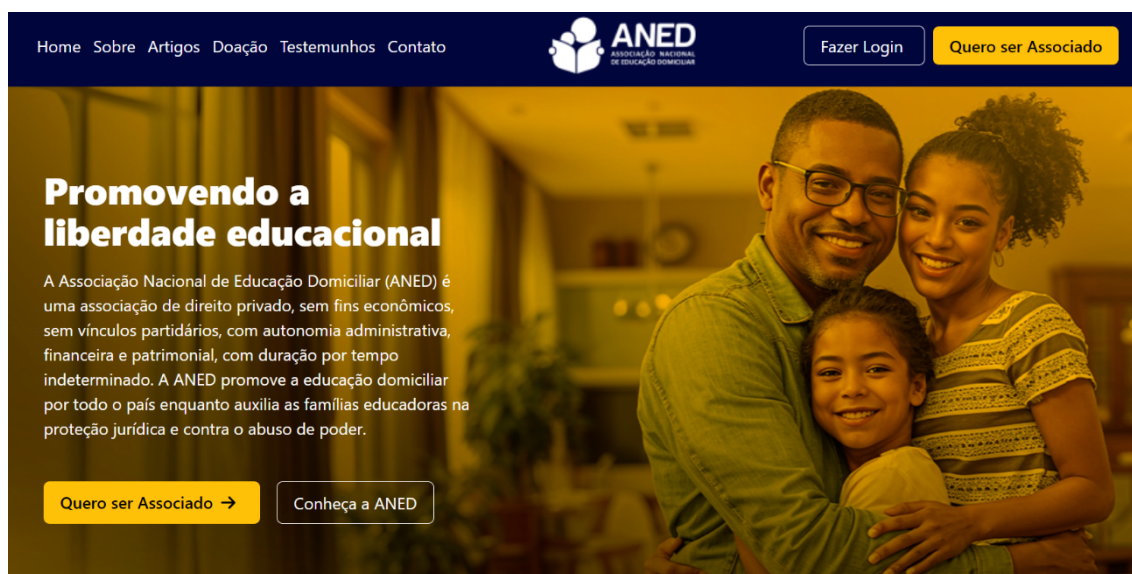 Home Sobre Artigos Doação Testemunhos Contato
ANED
ASSOCIAÇÃO NACIONAL
DE EDUCAÇÃO DOMICILIAR
Fazer Login
Quero ser Associado
Promovendo a
liberdade educacional
A Associação Nacional de Educação Domiciliar (ANED) é
uma associação de direito privado, sem fins econômicos,
sem vínculos partidários, com autonomia administrativa,
financeira e patrimonial, com duração por tempo
indeterminado. A ANED promove a educação domiciliar
por todo o país enquanto auxilia as famílias educadoras na
proteção jurídica e contra o abuso de poder.
Quero ser Associado →
Conheça a ANED